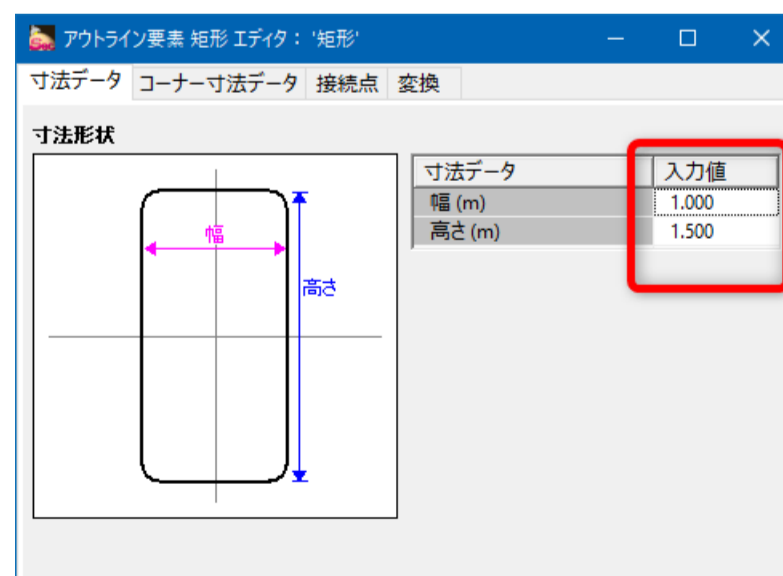 アウトライン要素 矩形 エディタ： '矩形'
寸法データ コーナー寸法データ 接続点 変換
寸法形状
寸法データ 入力値
幅 (m) 1.000
高さ (m) 1.500
幅
高さ